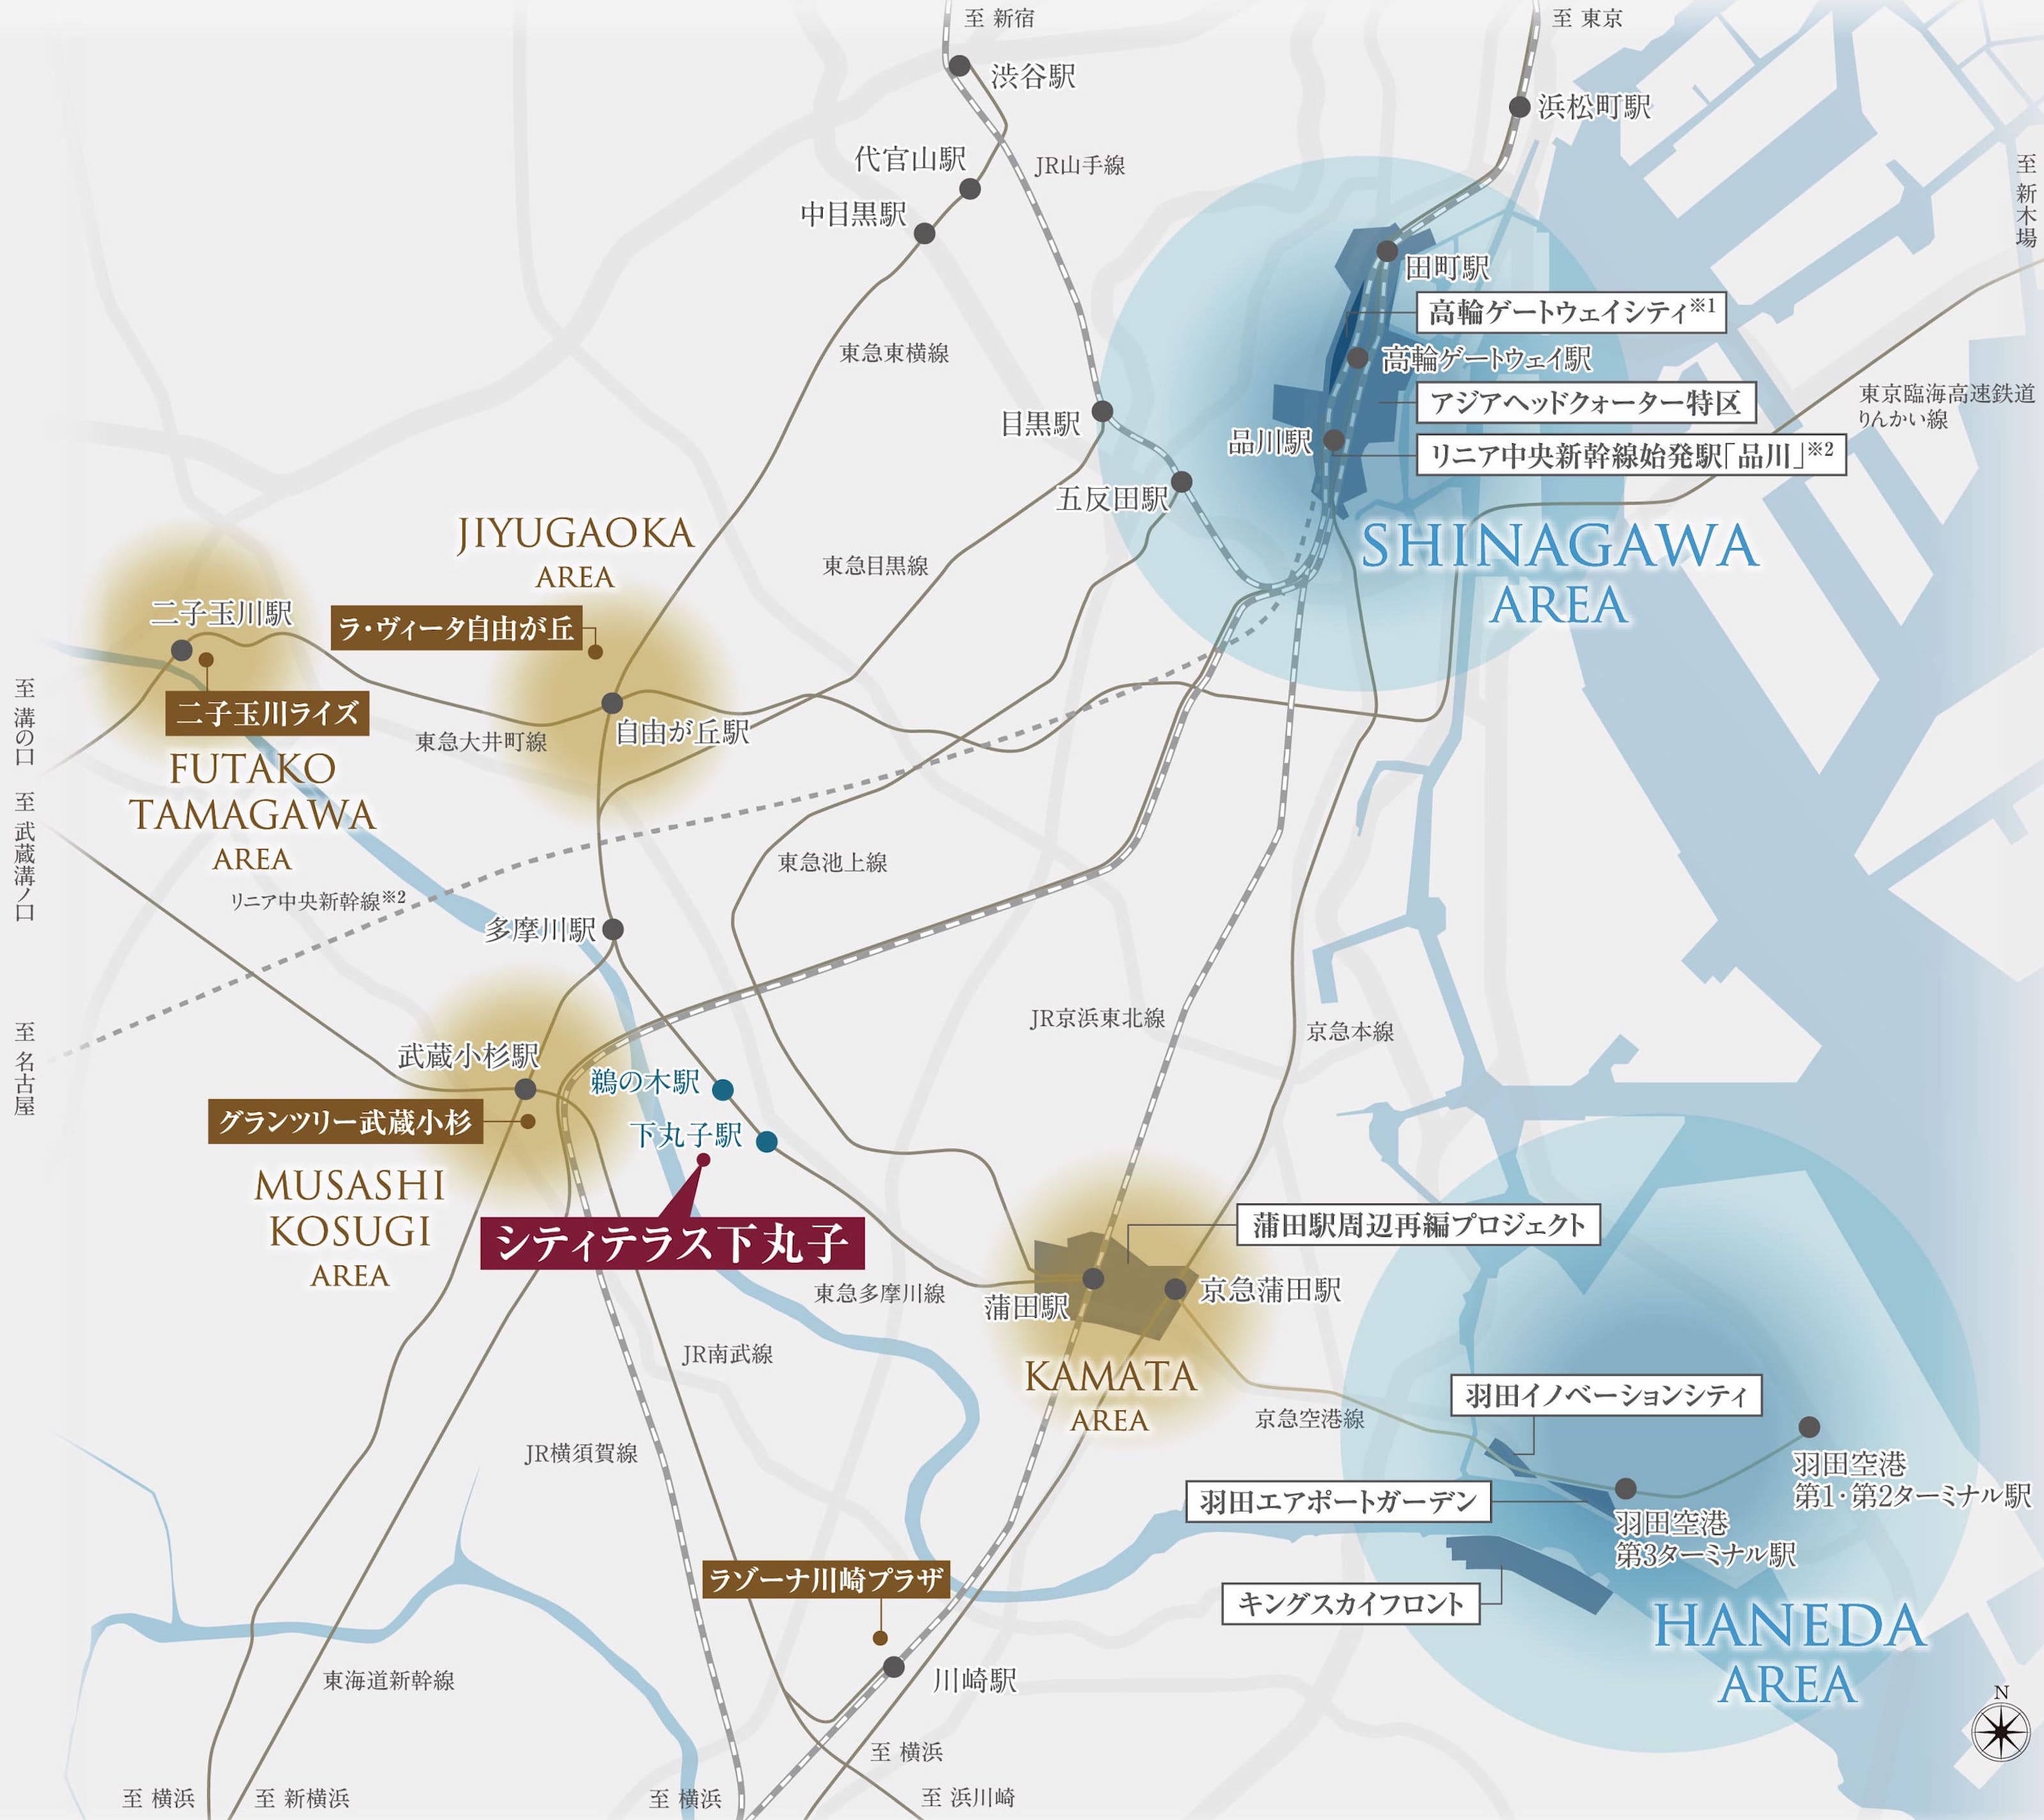 至 新宿
至 東京
渋谷駅
浜松町駅
代官山駅
JR山手線
中目黒駅
至 新木場
田町駅
高輪ゲートウェイシティ※1
東急東横線
高輪ゲートウェイ駅
アジアヘッドクォーター特区
東京臨海高速鉄道
りんかい線
目黒駅
品川駅
リニア中央新幹線始発駅「品川」※2
五反田駅
JIYUGAOKA
AREA
SHINAGAWA
AREA
東急目黒線
二子玉川駅
ラ・ヴィータ自由が丘
至 溝の口
二子玉川ライズ
自由が丘駅
東急大井町線
FUTAKO
TAMAGAWA
AREA
至 武蔵溝ノ口
東急池上線
リニア中央新幹線※2
多摩川駅
至 名古屋
JR京浜東北線
京急本線
武蔵小杉駅
鵜の木駅
グランツリー武蔵小杉
下丸子駅
MUSASHI
KOSUGI
AREA
シティテラス下丸子
蒲田駅周辺再編プロジェクト
東急多摩川線
蒲田駅
京急蒲田駅
JR南武線
KAMATA
AREA
羽田イノベーションシティ
京急空港線
JR横須賀線
羽田空港
第1・第2ターミナル駅
羽田エアポートガーデン
羽田空港
第3ターミナル駅
ラゾーナ川崎プラザ
キングスカイフロント
HANEDA
AREA
東海道新幹線
川崎駅
N
至 横浜
至 横浜
至 新横浜
至 横浜
至 浜川崎